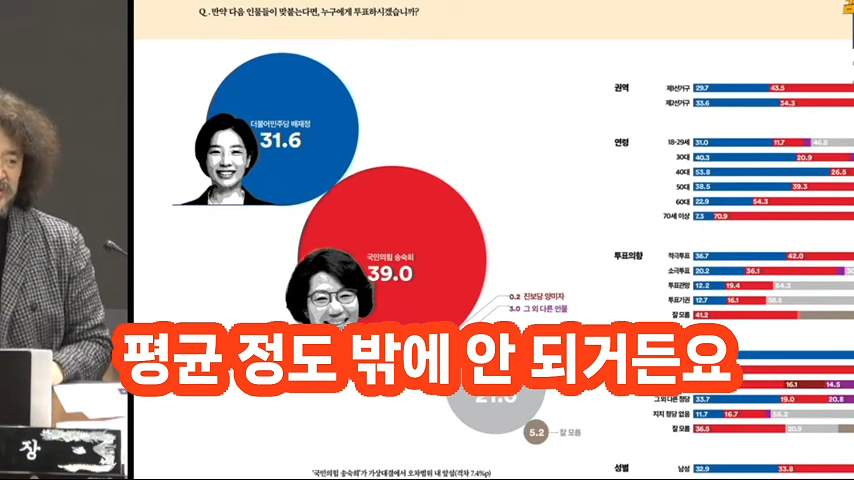 Q. 만약 다음 인물들이 맞붙는다면, 누구에게 투표하시겠습니까?
더불어민주당 배재정
31.6
국민의힘 송숙희
39.0
0.2 진보당 양미자
3.0 그 외 다른 인물
21.0
5.2 잘 모름
권역
제1선거구 29.7 43.5
제2선거구 33.6 34.3
연령
18-29세 31.0 11.7 46.8
30대 40.3 20.9
40대 53.8 26.5
50대 38.5 39.3
60대 22.9 54.3
70세 이상 7.3 70.9
투표의향
적극투표 36.7 42.0
소극투표 20.2 36.1
투표관망 12.2 19.4 64.3
투표기권 12.7 16.1 58.5
잘 모름 41.2
16.1 14.5
그 외 다른 정당 33.7 19.0 20.8
지지 정당 없음 11.7 16.7 56.2
잘 모름 36.5 20.9
성별
남성 32.9 33.8
평균 정도 밖에 안 되거든요
장
'국민의힘 송숙희'가 가상대결에서 오차범위 내 앞섬(격차 7.4%p)